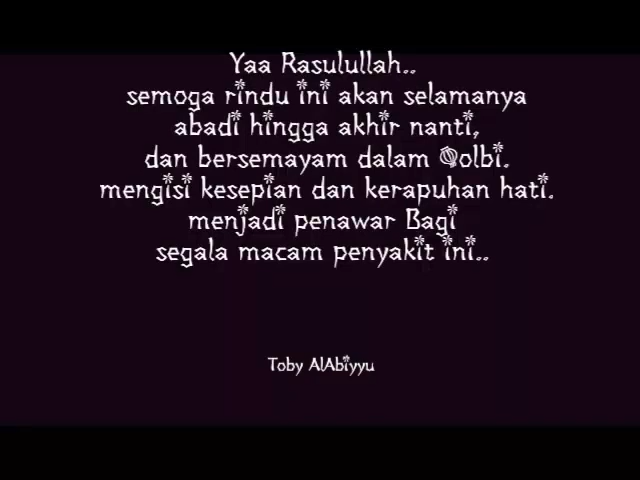 Yaa Rasulullah..
semoga rindu ini akan selamanya
abadi hingga akhir nanti,
dan bersemayam dalam Qolbi.
mengisi kesepian dan kerapuhan hati.
menjadi penawar Bagi
segala macam penyakit ini..
Toby AlAbiyyu